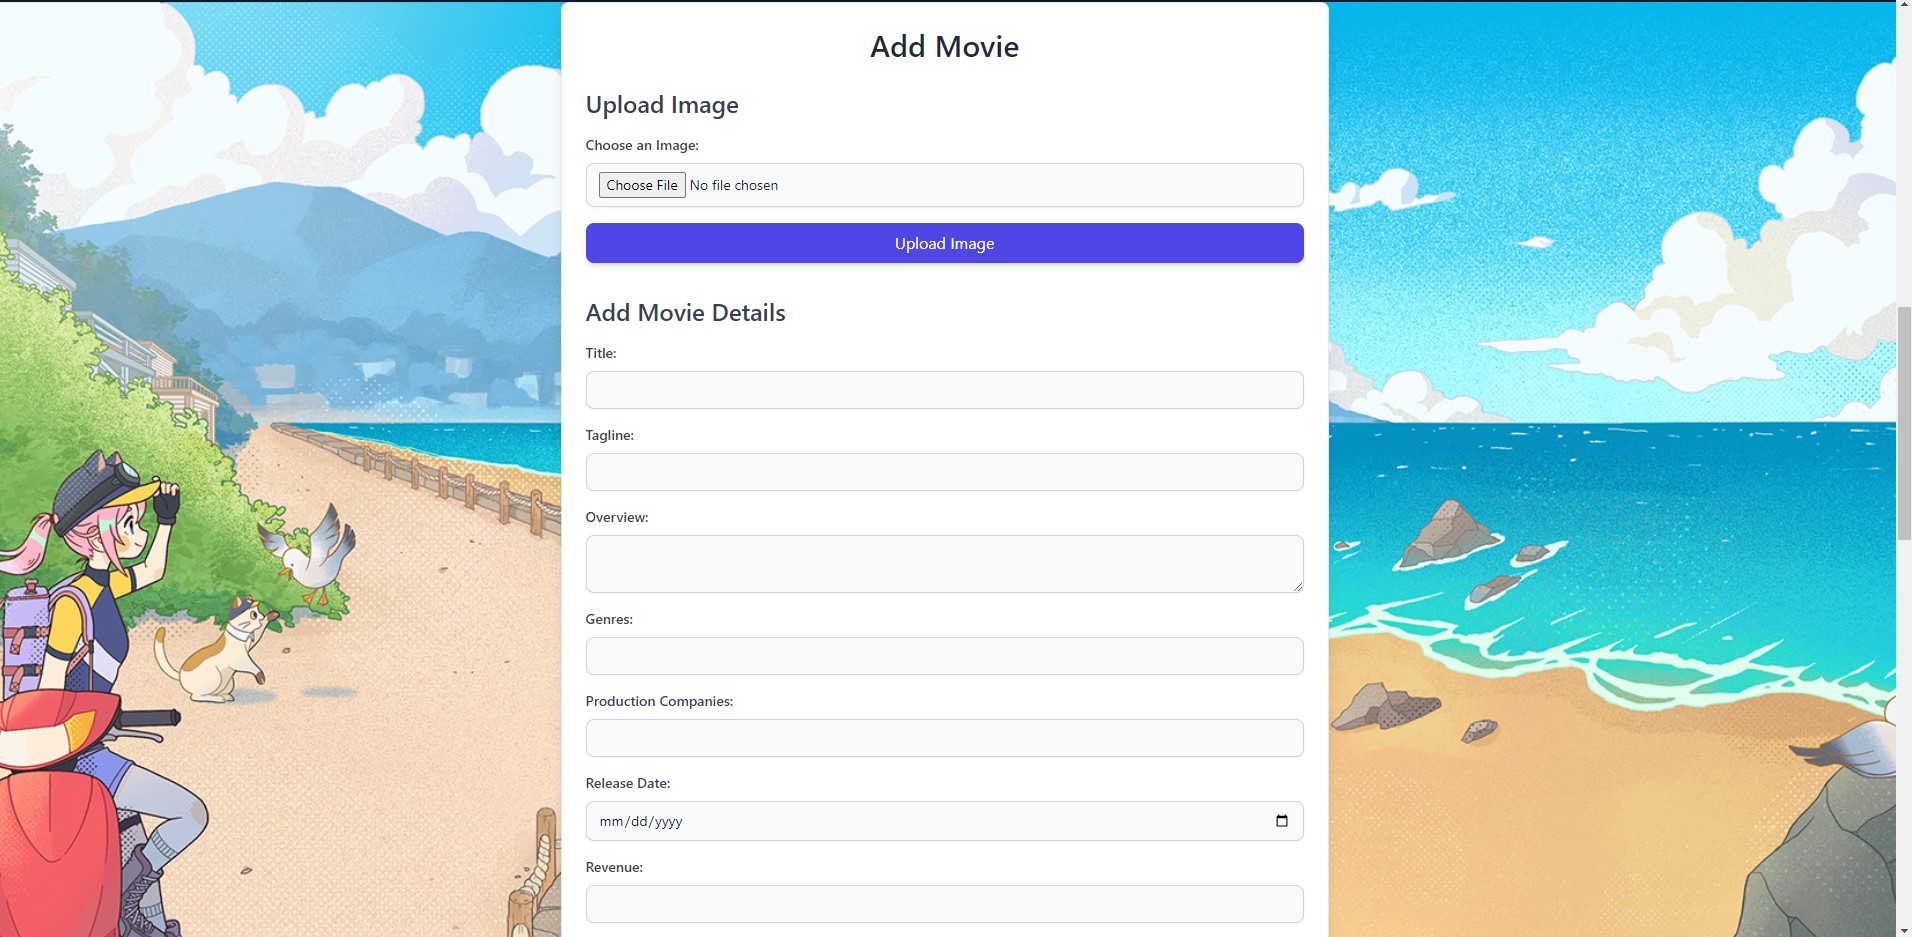 Add Movie
Upload Image
Choose an Image:
Choose File No file chosen
Upload Image
Add Movie Details
Title:
Tagline:
Overview:
Genres:
Production Companies:
Release Date:
mm/dd/yyyy
Revenue: